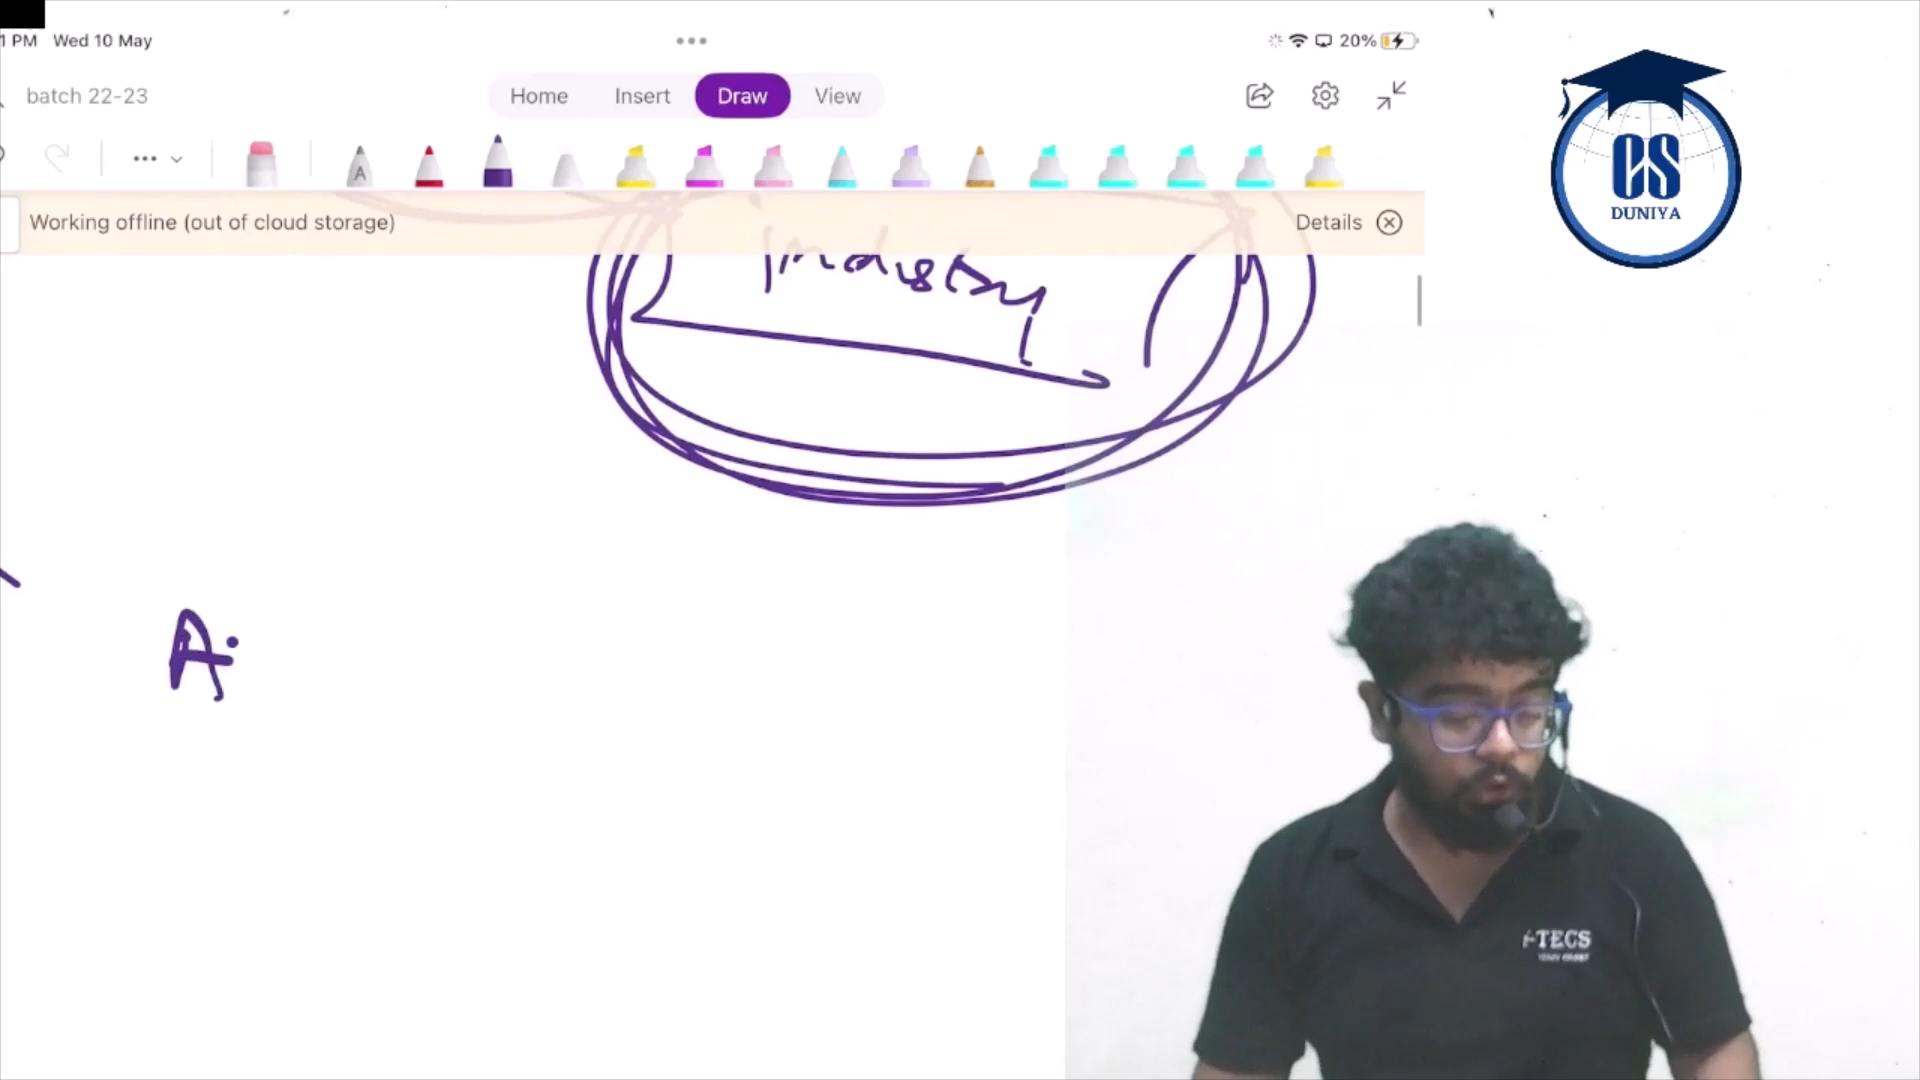 1 PM Wed 10 May
20%
batch 22-23
Home Insert Draw View
A
Working offline (out of cloud storage)
Details
industry
CS
DUNIYA
A
i-TECS